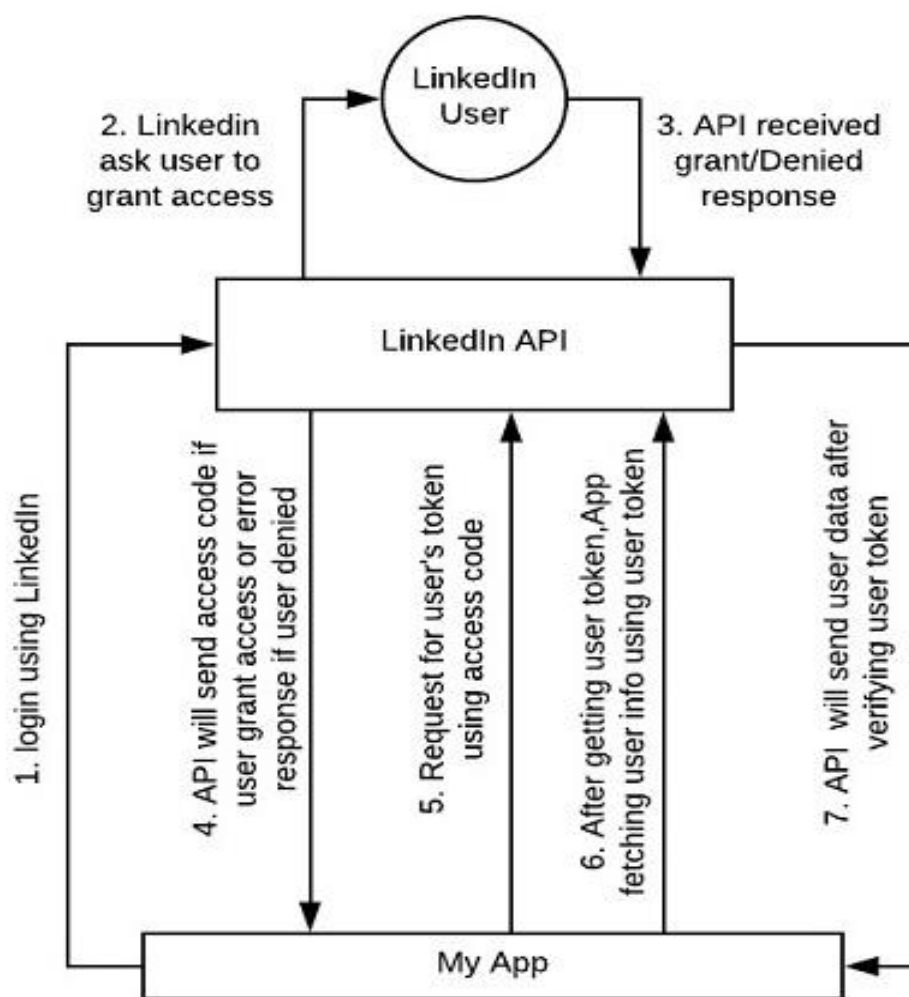 LinkedIn
User
2. Linkedin
ask user to
grant access
3. API received
grant/Denied
response
LinkedIn API
1. login using LinkedIn
4. API will send access code if
user grant access or error
response if user denied
5. Request for user's token
using access code
6. After getting user token,App
fetching user info using user token
7. API will send user data after
verifying user token
My App